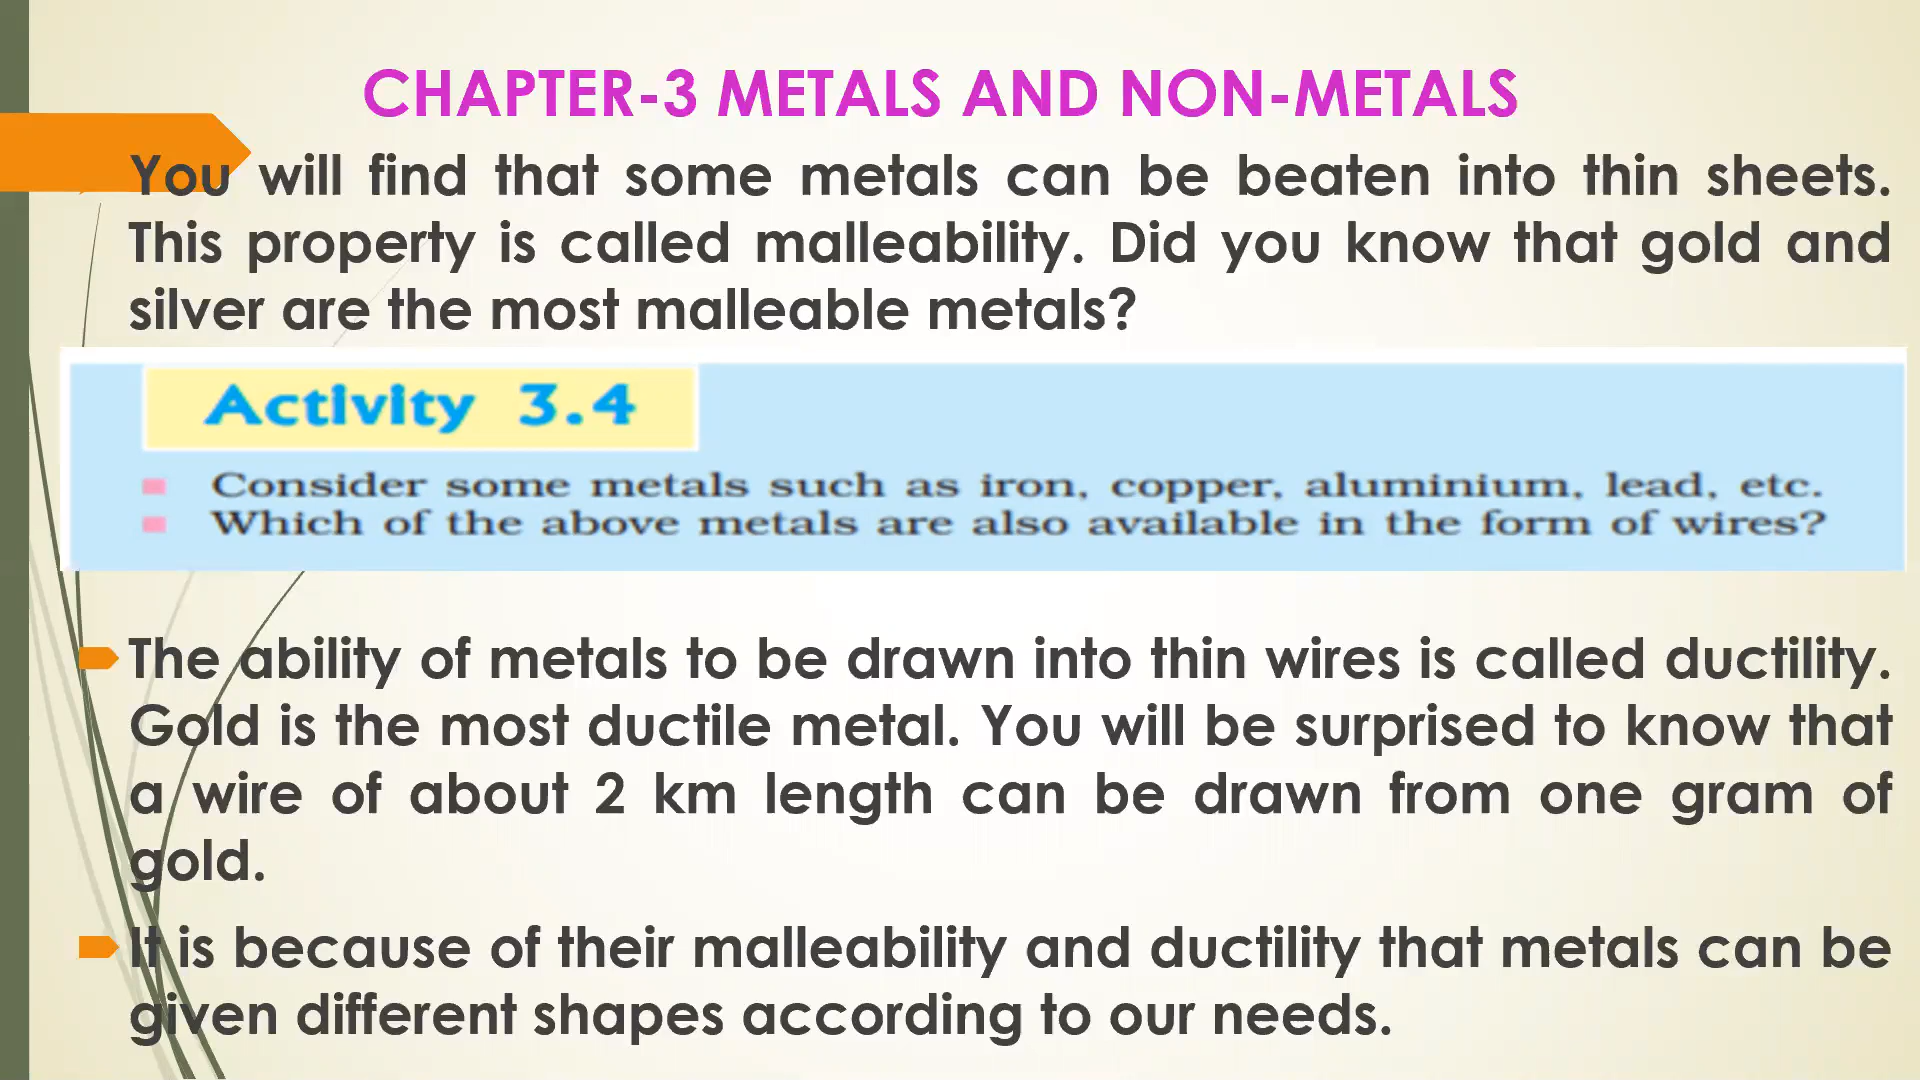 CHAPTER-3 METALS AND NON-METALS
You will find that some metals can be beaten into thin sheets.
This property is called malleability. Did you know that gold and
silver are the most malleable metals?
Activity 3.4
Consider some metals such as iron, copper, aluminium, lead, etc.
Which of the above metals are also available in the form of wires?
The ability of metals to be drawn into thin wires is called ductility.
Gold is the most ductile metal. You will be surprised to know that
a wire of about 2 km length can be drawn from one gram of
gold.
It is because of their malleability and ductility that metals can be
given different shapes according to our needs.